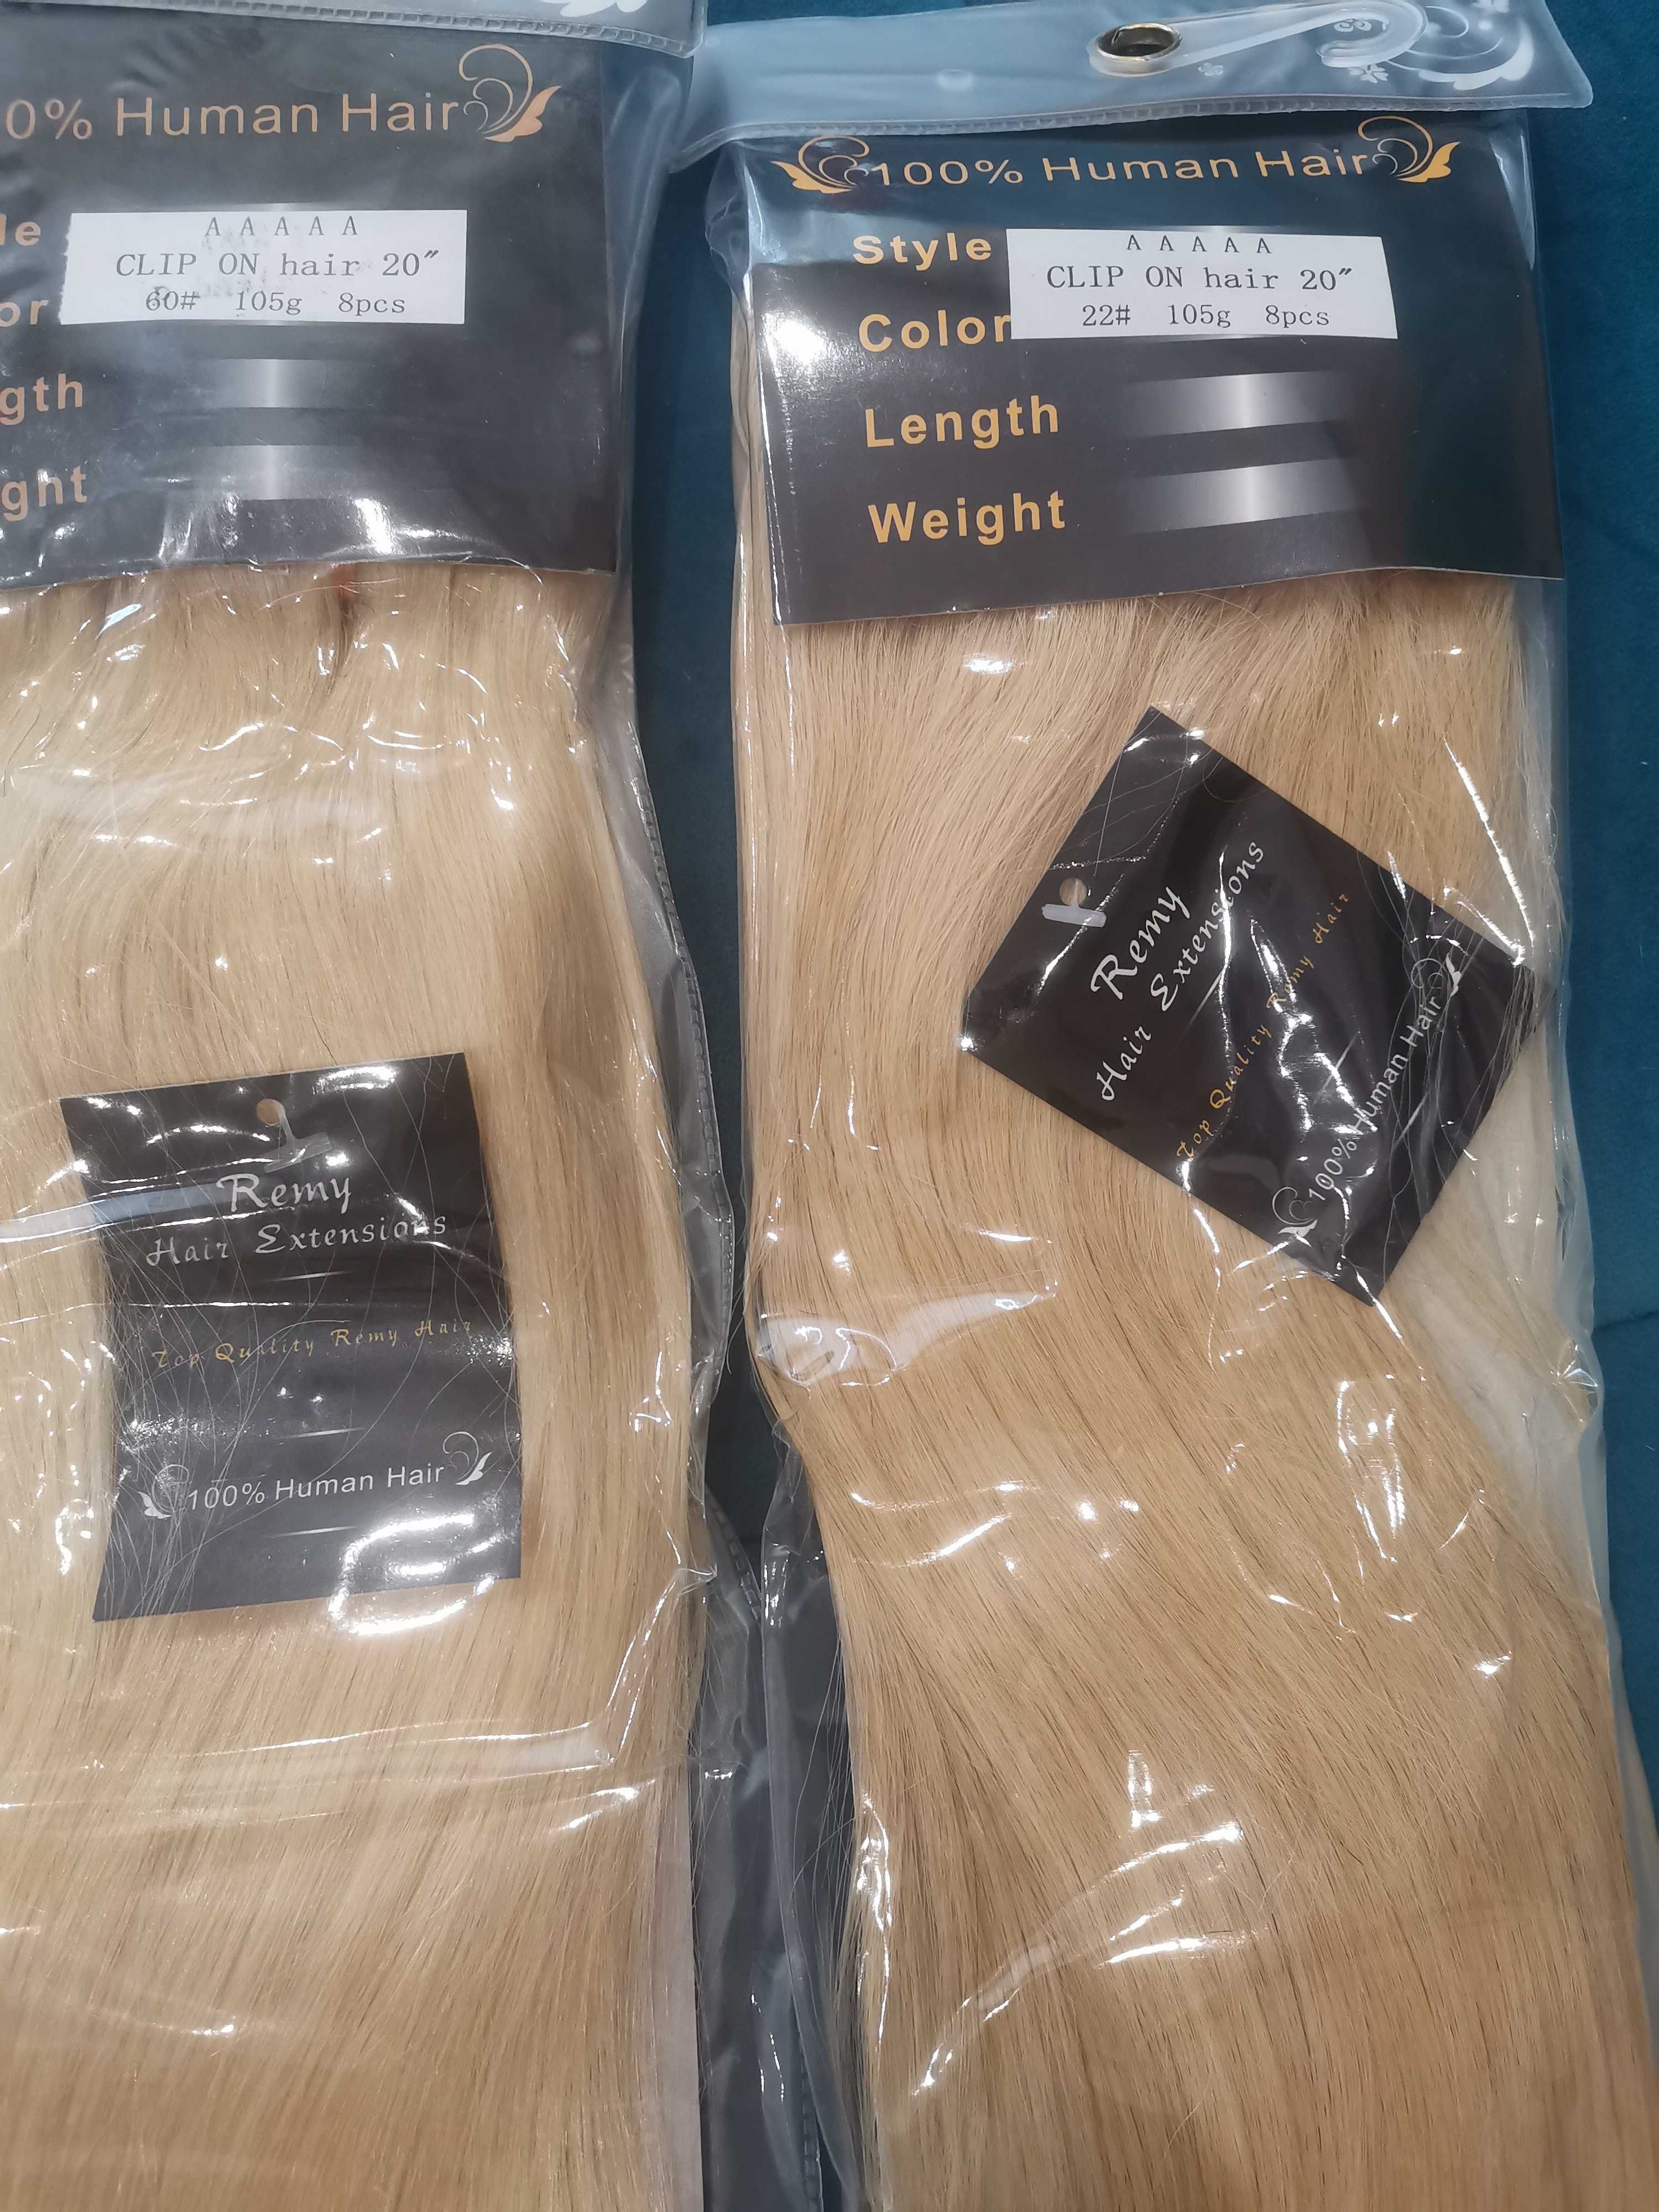 0% Human Hair
le
A A A A A
CLIP ON hair 20″
60# 105g 8pcs
or
gth
ght
Remy
Hair Extensions
Top Quality Remy Hair
100% Human Hair
100% Human Hair
Style
A A A A A
CLIP ON hair 20″
22# 105g 8pcs
Color
Length
Weight
Remy
Hair Extensions
Top Quality Remy Hair
100% Human Hair